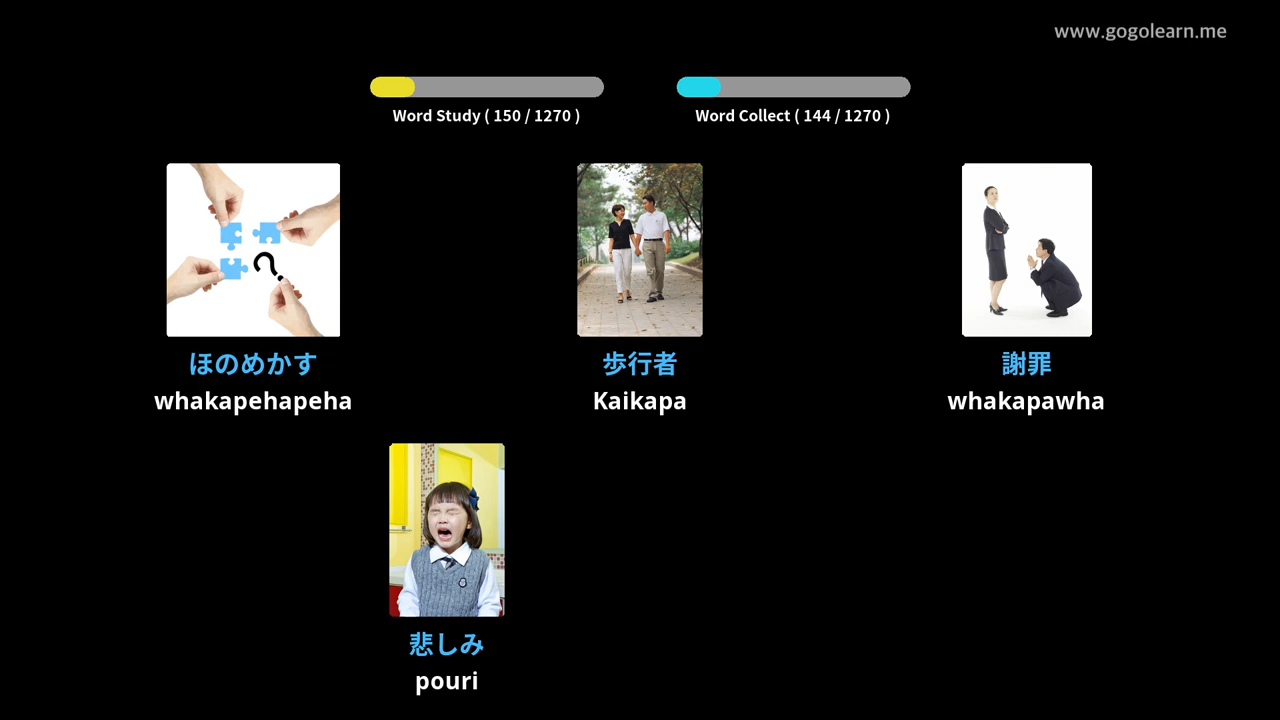 www.gogolearn.me
Word Study ( 150 / 1270 )
Word Collect ( 144 / 1270 )
ほのめかす
whakapehapeha
歩行者
Kaikapa
謝罪
whakapawha
悲しみ
pouri